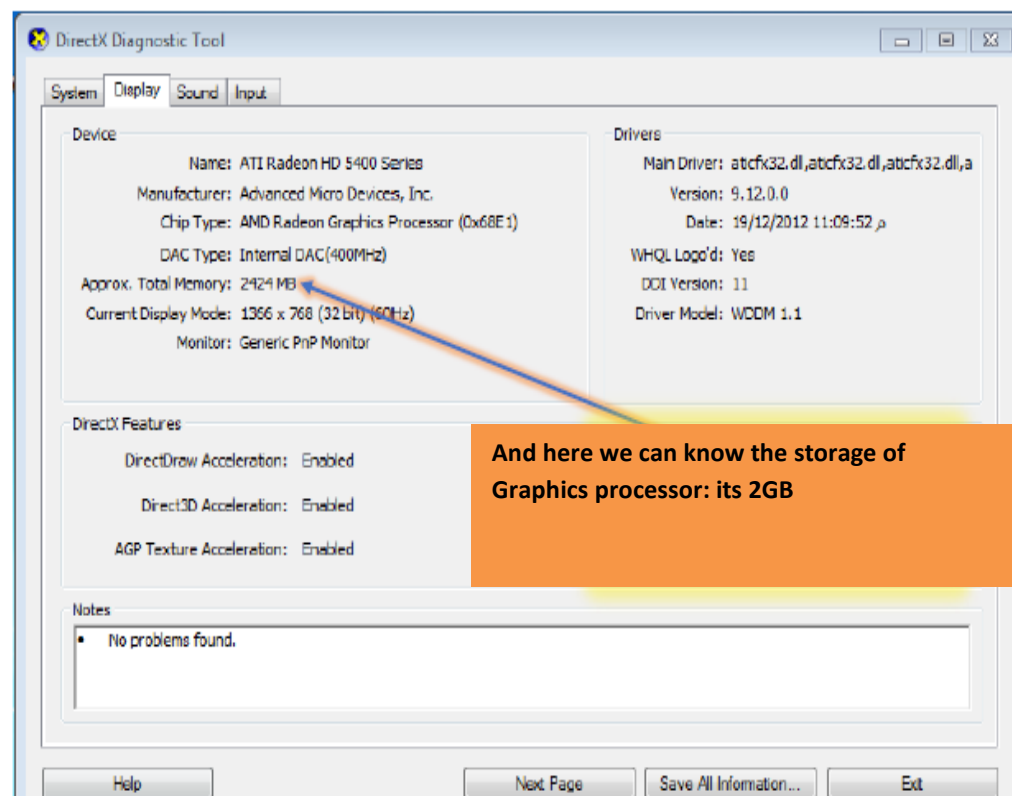 DirectX Diagnostic Tool
System Display Sound Input
Device
Name: ATI Radeon HD 5400 Series
Manufacturer: Advanced Micro Devices, Inc.
Chip Type: AMD Radeon Graphics Processor (0x68E1)
DAC Type: Internal DAC(400MHz)
Approx. Total Memory: 2424 MB
Current Display Mode: 1366 x 768 (32 bit) (60Hz)
Monitor: Generic PnP Monitor
Drivers
Main Driver: aticfx32.dll,aticfx32.dll,aticfx32.dll,a
Version: 9.12.0.0
Date: 19/12/2012 11:09:52 م
WHQL Logo'd: Yes
DDI Version: 11
Driver Model: WDDM 1.1
DirectX Features
DirectDraw Acceleration: Enabled
Direct3D Acceleration: Enabled
AGP Texture Acceleration: Enabled
And here we can know the storage of
Graphics processor: its 2GB
Notes
• No problems found.
Help Next Page Save All Information... Exit